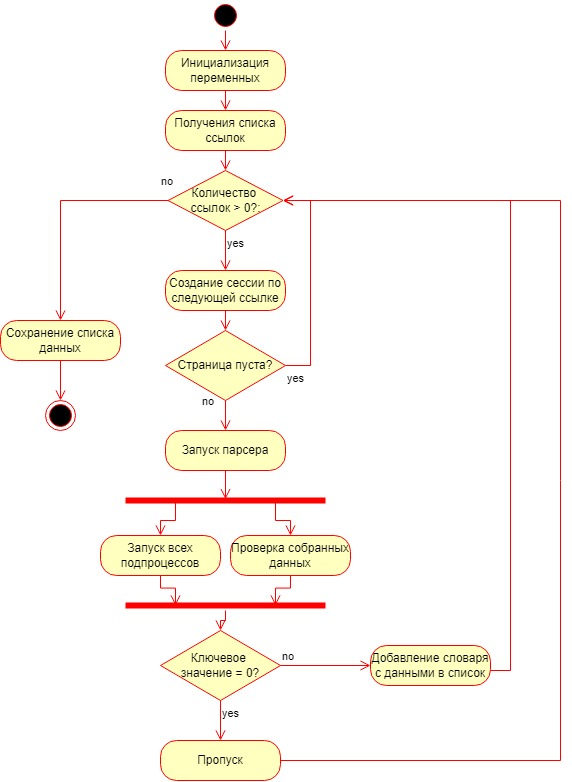 Инициализация
переменных
Получения списка
ссылок
no
Количество
ссылок > 0?:
yes
Создание сессии по
следующей ссылке
Сохранение списка
данных
Страница пуста?
yes
no
Запуск парсера
Запуск всех
подпроцессов
Проверка собранных
данных
Ключевое
значение = 0?
no
Добавление словаря
с данными в список
yes
Пропуск